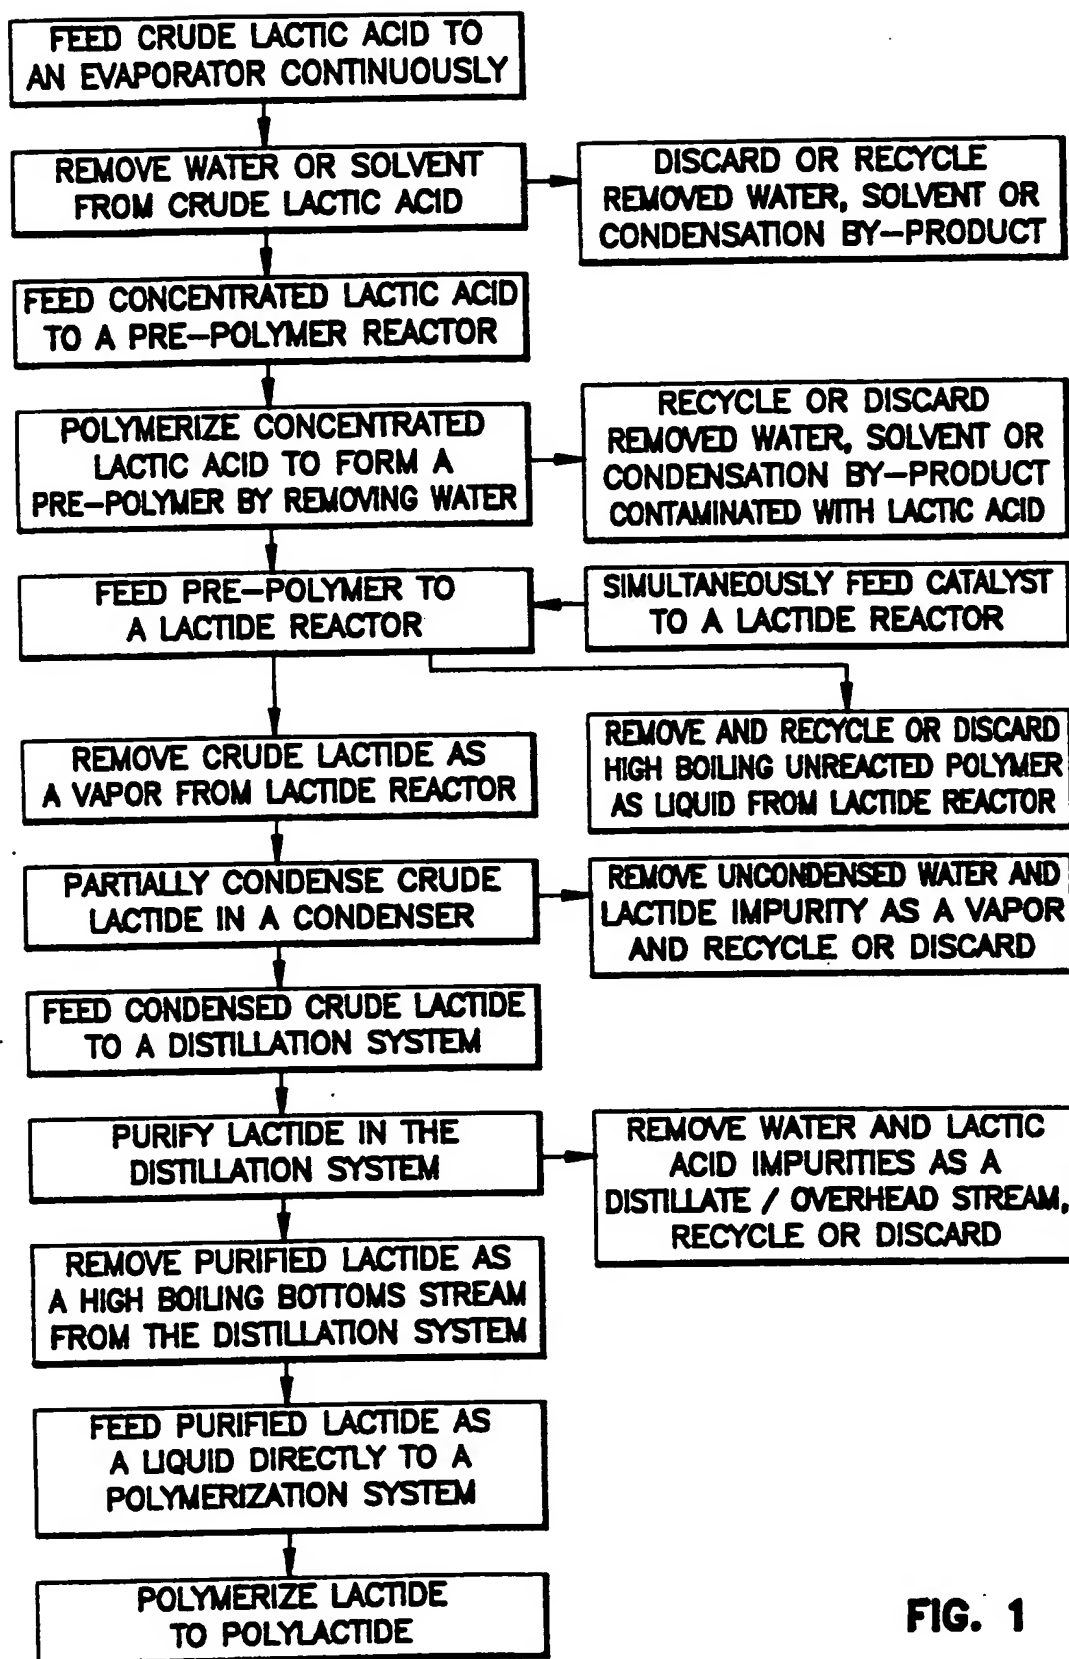 FEED CRUDE LACTIC ACID TO
AN EVAPORATOR CONTINUOUSLY
REMOVE WATER OR SOLVENT
FROM CRUDE LACTIC ACID
DISCARD OR RECYCLE
REMOVED WATER, SOLVENT OR
CONDENSATION BY-PRODUCT
FEED CONCENTRATED LACTIC ACID
TO A PRE-POLYMER REACTOR
POLYMERIZE CONCENTRATED
LACTIC ACID TO FORM A
PRE-POLYMER BY REMOVING WATER
RECYCLE OR DISCARD
REMOVED WATER, SOLVENT OR
CONDENSATION BY-PRODUCT
CONTAMINATED WITH LACTIC ACID
FEED PRE-POLYMER TO
A LACTIDE REACTOR
SIMULTANEOUSLY FEED CATALYST
TO A LACTIDE REACTOR
REMOVE CRUDE LACTIDE AS
A VAPOR FROM LACTIDE REACTOR
REMOVE AND RECYCLE OR DISCARD
HIGH BOILING UNREACTED POLYMER
AS LIQUID FROM LACTIDE REACTOR
PARTIALLY CONDENSE CRUDE
LACTIDE IN A CONDENSER
REMOVE UNCONDENSED WATER AND
LACTIDE IMPURITY AS A VAPOR
AND RECYCLE OR DISCARD
FEED CONDENSED CRUDE LACTIDE
TO A DISTILLATION SYSTEM
PURIFY LACTIDE IN THE
DISTILLATION SYSTEM
REMOVE WATER AND LACTIC
ACID IMPURITIES AS A
DISTILLATE / OVERHEAD STREAM,
RECYCLE OR DISCARD
REMOVE PURIFIED LACTIDE AS
A HIGH BOILING BOTTOMS STREAM
FROM THE DISTILLATION SYSTEM
FEED PURIFIED LACTIDE AS
A LIQUID DIRECTLY TO A
POLYMERIZATION SYSTEM
POLYMERIZE LACTIDE
TO POLYLACTIDE
FIG. 1